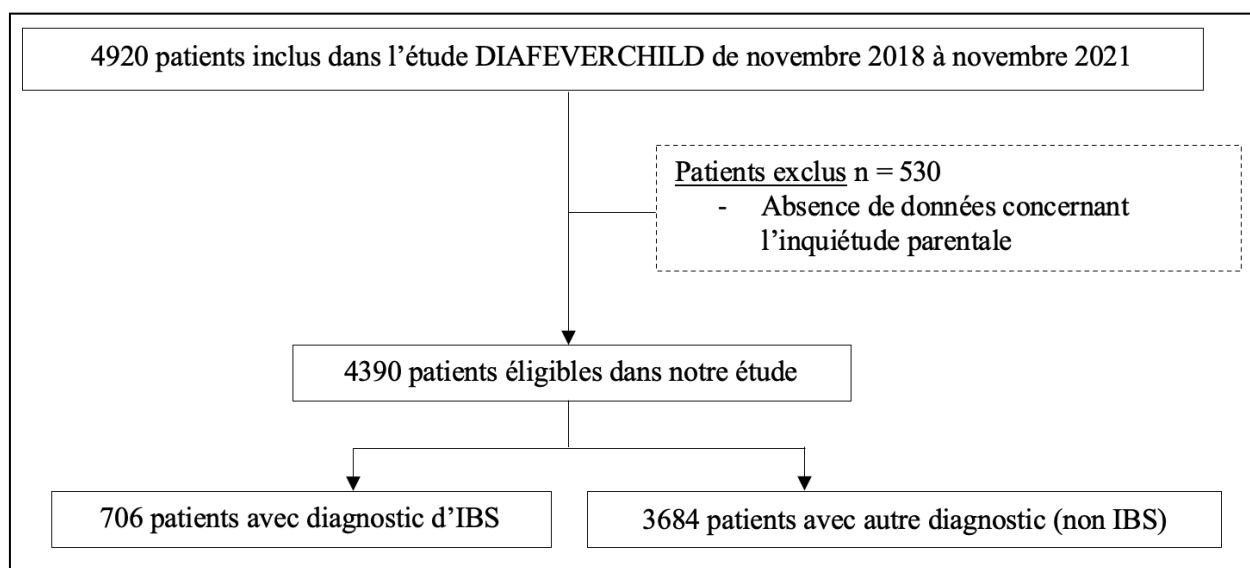 4920 patients inclus dans l’étude DIAFEVERCHILD de novembre 2018 à novembre 2021
Patients exclus n = 530
- Absence de données concernant
l’inquiétude parentale
4390 patients éligibles dans notre étude
706 patients avec diagnostic d’IBS
3684 patients avec autre diagnostic (non IBS)